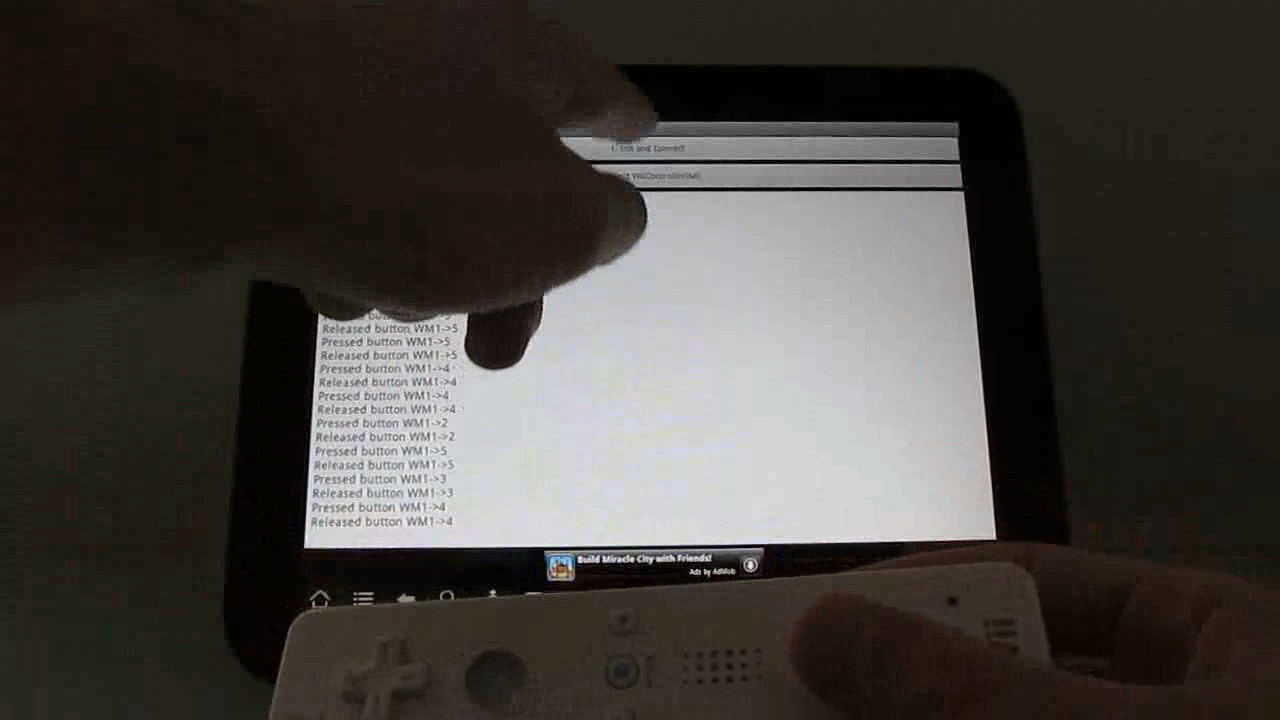 1. Init and Connect
WiiControllerIME
Released button WM1->5
Pressed button WM1->5
Released button WM1->5
Pressed button WM1->4
Released button WM1->4
Pressed button WM1->4
Released button WM1->4
Pressed button WM1->2
Released button WM1->2
Pressed button WM1->5
Released button WM1->5
Pressed button WM1->3
Released button WM1->3
Pressed button WM1->4
Released button WM1->4
Build Miracle City with Friends!
Ads by AdMob